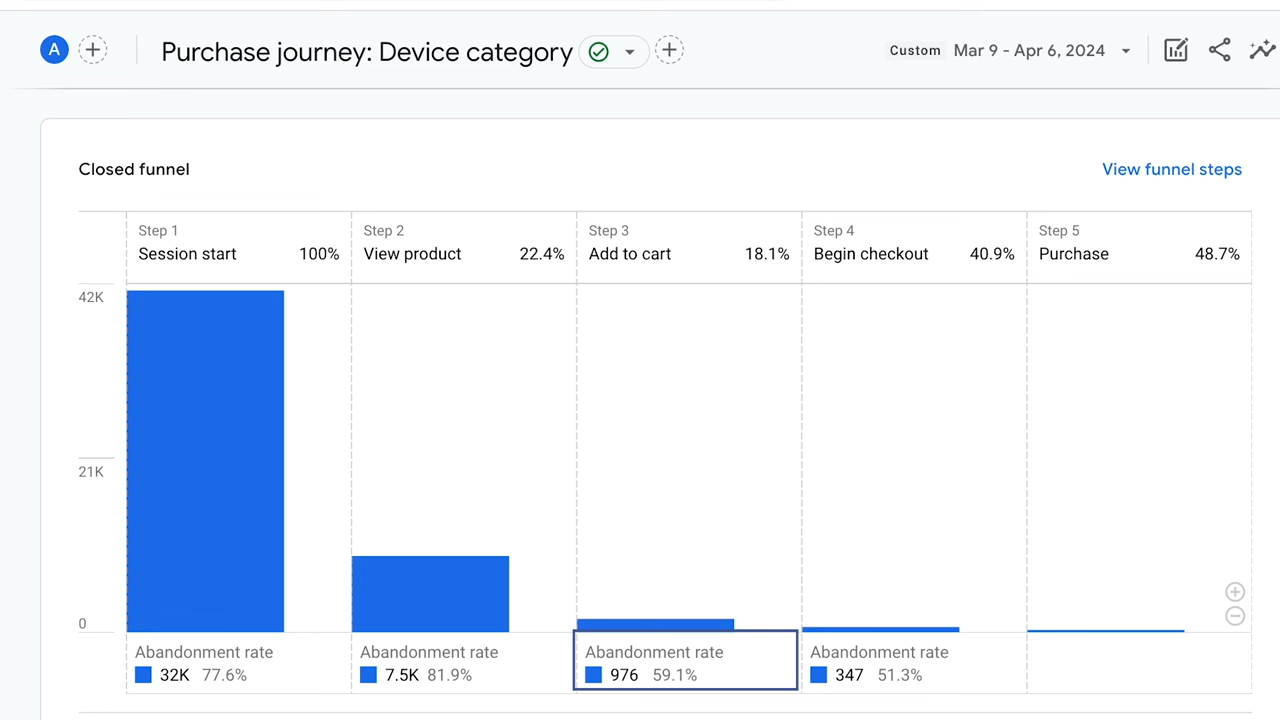 A
Purchase journey: Device category
Custom Mar 9 - Apr 6, 2024
Closed funnel
View funnel steps
Step 1
Session start 100%
Step 2
View product 22.4%
Step 3
Add to cart 18.1%
Step 4
Begin checkout 40.9%
Step 5
Purchase 48.7%
42K
21K
0
Abandonment rate
32K 77.6%
Abandonment rate
7.5K 81.9%
Abandonment rate
976 59.1%
Abandonment rate
347 51.3%